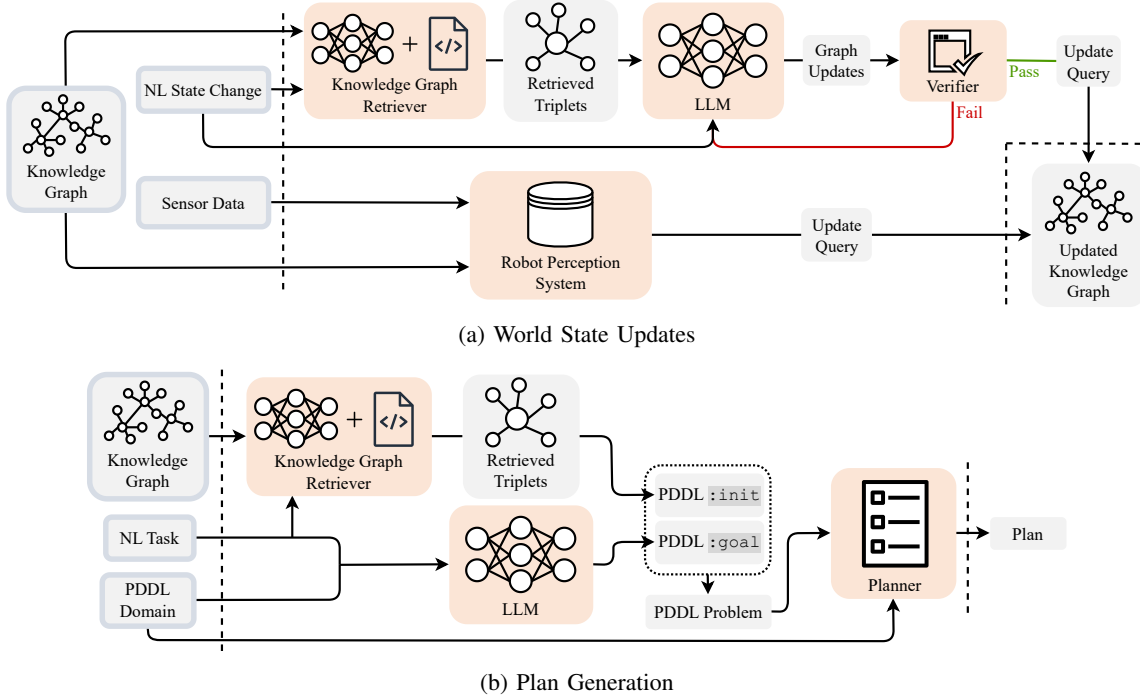 Knowledge
Graph
NL State Change
Sensor Data
</>
Knowledge Graph
Retriever
Retrieved
Triplets
LLM
Graph
Updates
Verifier
Pass
Fail
Update
Query
Robot Perception
System
Update
Query
Updated
Knowledge
Graph
(a) World State Updates
Knowledge
Graph
NL Task
PDDL
Domain
</>
Knowledge Graph
Retriever
Retrieved
Triplets
LLM
PDDL :init
PDDL :goal
PDDL Problem
Planner
Plan
(b) Plan Generation